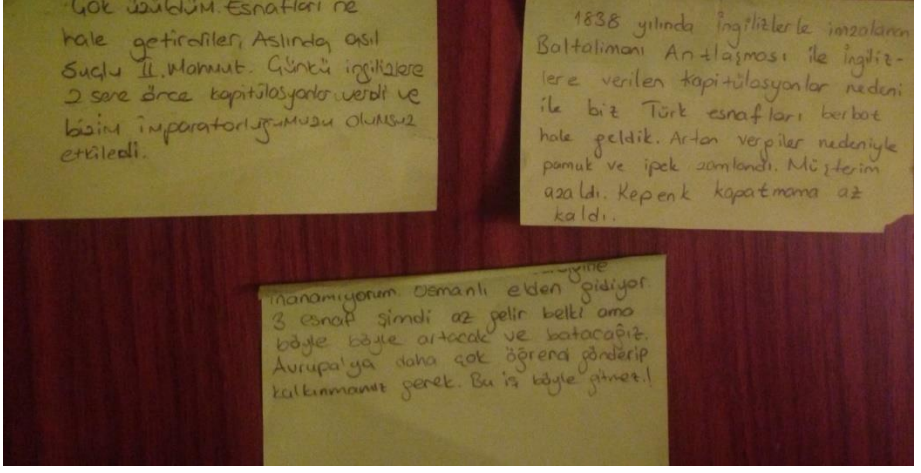 Çok üzüldüm. Esnafları ne
hale getirdiler, Aslında asıl
suçlu II. Mahmut. Çünkü ingilizlere
2 sene önce kapitülasyonlar verdi ve
bizim imparatorluğumuzu olumsuz
etkiledi.
1838 yılında İngilizlerle imzalanan
Baltalimanı Antlaşması ile İngiliz-
lere verilen kapitülasyonlar nedeni
ile biz Türk esnafları berbat
hale geldik. Artan vergiler nedeniyle
pamuk ve ipek zamlandı. Müşterim
azaldı. Kepenk kapatmama az
kaldı.
inanamıyorum. Osmanlı elden gidiyor.
3 esnaf şimdi az gelir belki ama
böyle böyle artacak ve batacağız.
Avrupa'ya daha çok öğrenci gönderip
kalkınmamız gerek. Bu iş böyle gitmez!